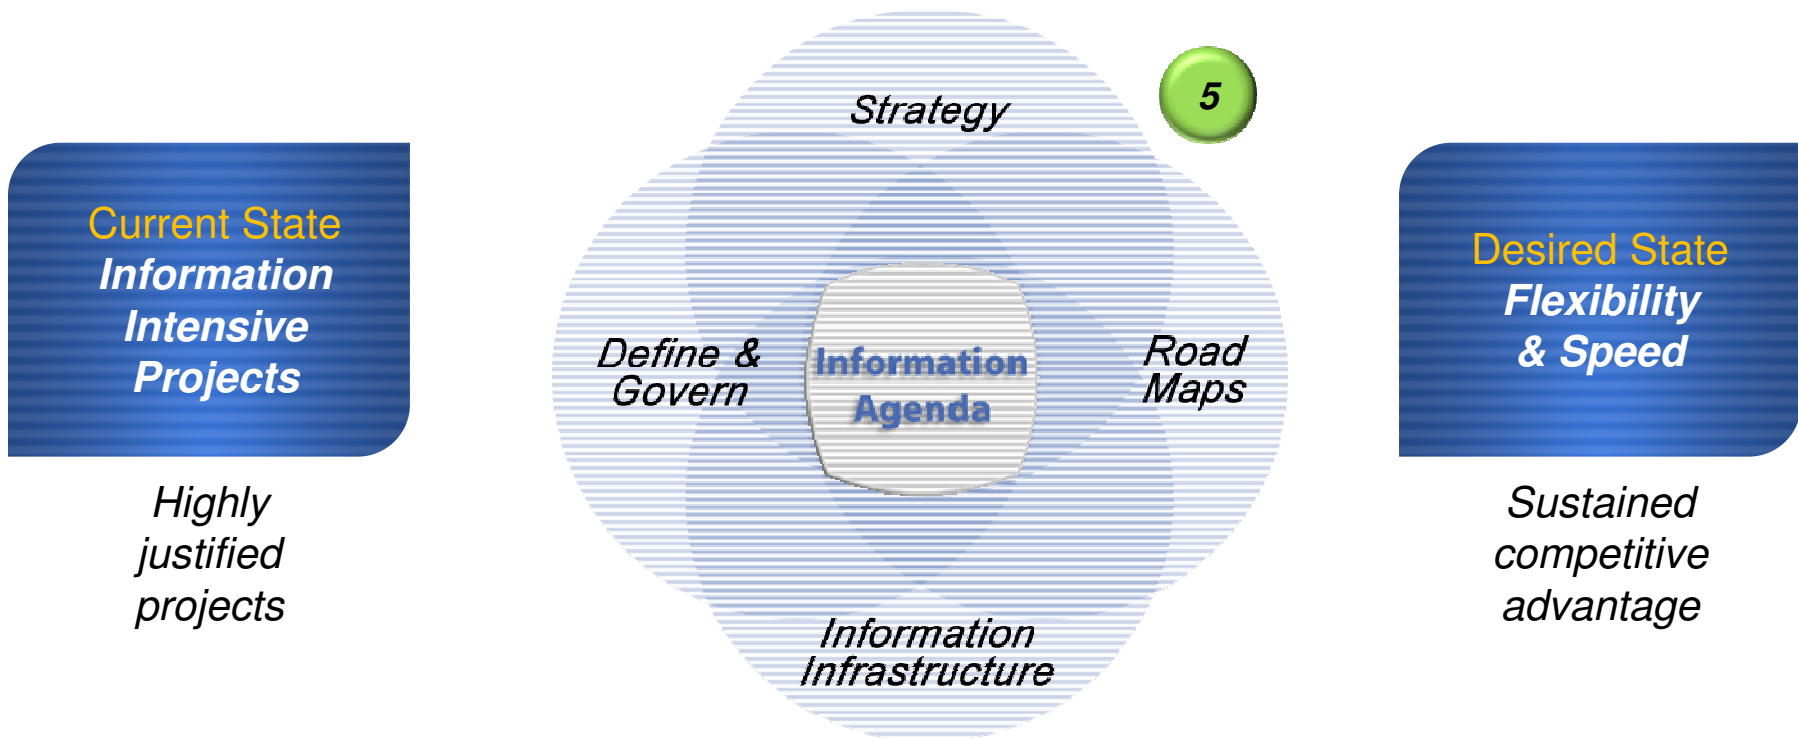 Current State
Information
Intensive
Projects
Highly
justified
projects
Strategy
5
Define &
Govern
Information
Agenda
Road
Maps
Information
Infrastructure
Desired State
Flexibility
& Speed
Sustained
competitive
advantage